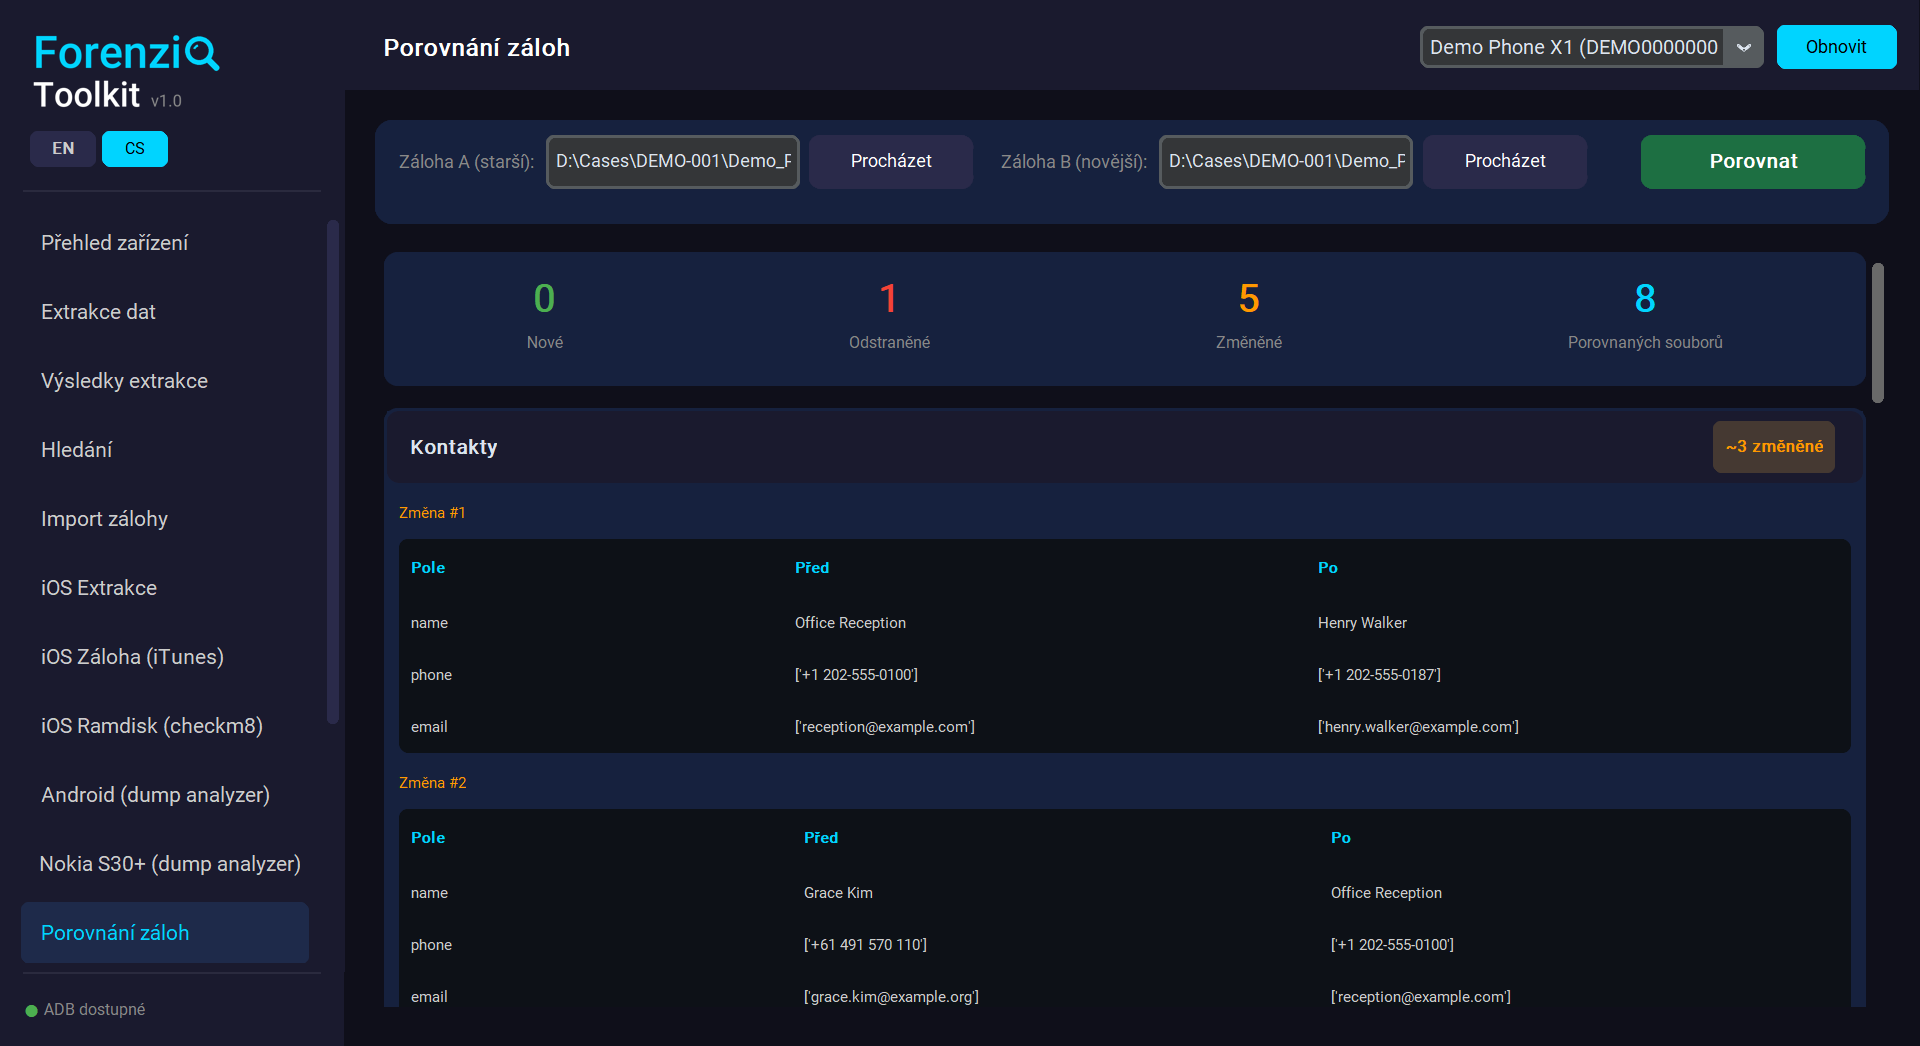 ForenziQ
Toolkit v1.0
EN CS
Přehled zařízení
Extrakce dat
Výsledky extrakce
Hledání
Import zálohy
iOS Extrakce
iOS Záloha (iTunes)
iOS Ramdisk (checkm8)
Android (dump analyzer)
Nokia S30+ (dump analyzer)
Porovnání záloh
ADB dostupné
Porovnání záloh
Demo Phone X1 (DEMO0000000
Obnovit
Záloha A (starší): D:\Cases\DEMO-001\Demo_P Procházet Záloha B (novější): D:\Cases\DEMO-001\Demo_P Procházet Porovnat
0 1 5 8
Nové Odstraněné Změněné Porovnaných souborů
Kontakty ~3 změněné
Změna #1
Pole Před Po
name Office Reception Henry Walker
phone ['+1 202-555-0100'] ['+1 202-555-0187']
email ['reception@example.com'] ['henry.walker@example.com']
Změna #2
Pole Před Po
name Grace Kim Office Reception
phone ['+61 491 570 110'] ['+1 202-555-0100']
email ['grace.kim@example.org'] ['reception@example.com']